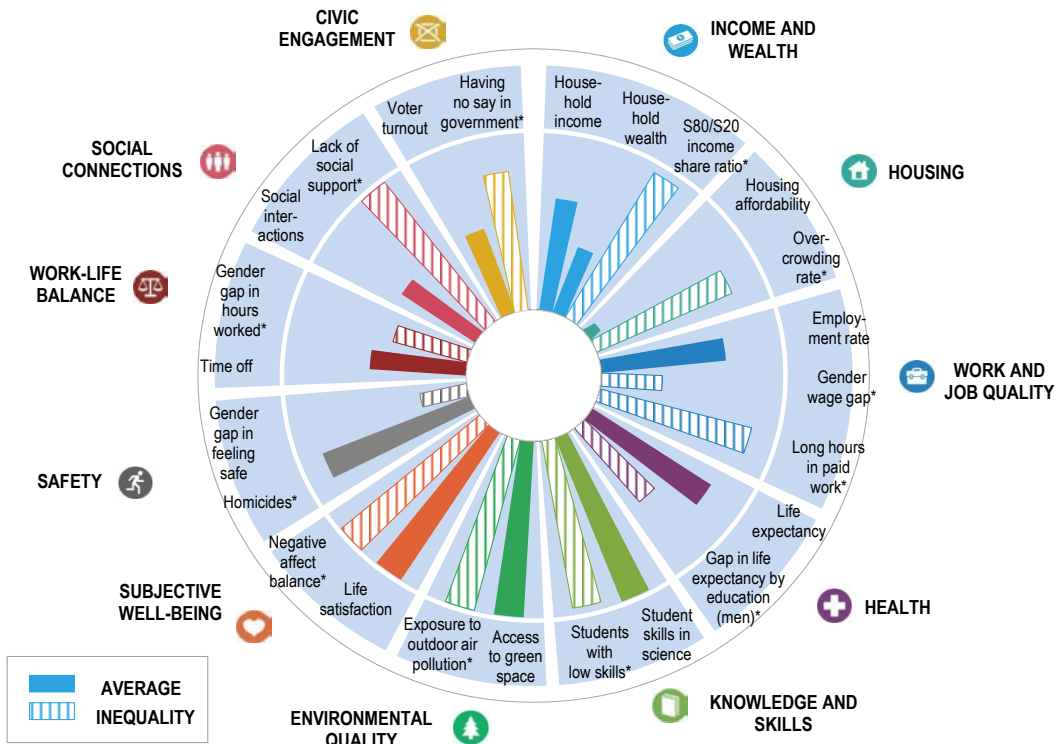 CIVIC
ENGAGEMENT
INCOME AND
WEALTH
HOUSING
WORK AND
JOB QUALITY
HEALTH
KNOWLEDGE AND
SKILLS
ENVIRONMENTAL
QUALITY
SUBJECTIVE
WELL-BEING
SAFETY
WORK-LIFE
BALANCE
SOCIAL
CONNECTIONS
House-
hold
income
House-
hold
wealth
S80/S20
income
share ratio*
Housing
affordability
Over-
crowding
rate*
Employ-
ment rate
Gender
wage gap*
Long hours
in paid
work*
Life
expectancy
Gap in life
expectancy by
education
(men)*
Student
skills in
science
Students
with
low skills*
Access
to green
space
Exposure to
outdoor air
pollution*
Life
satisfaction
Negative
affect
balance*
Homicides*
Gender
gap in
feeling
safe
Time off
Gender
gap in
hours
worked*
Social
inter-
actions
Lack of
social
support*
Voter
turnout
Having
no say in
government*
AVERAGE
INEQUALITY